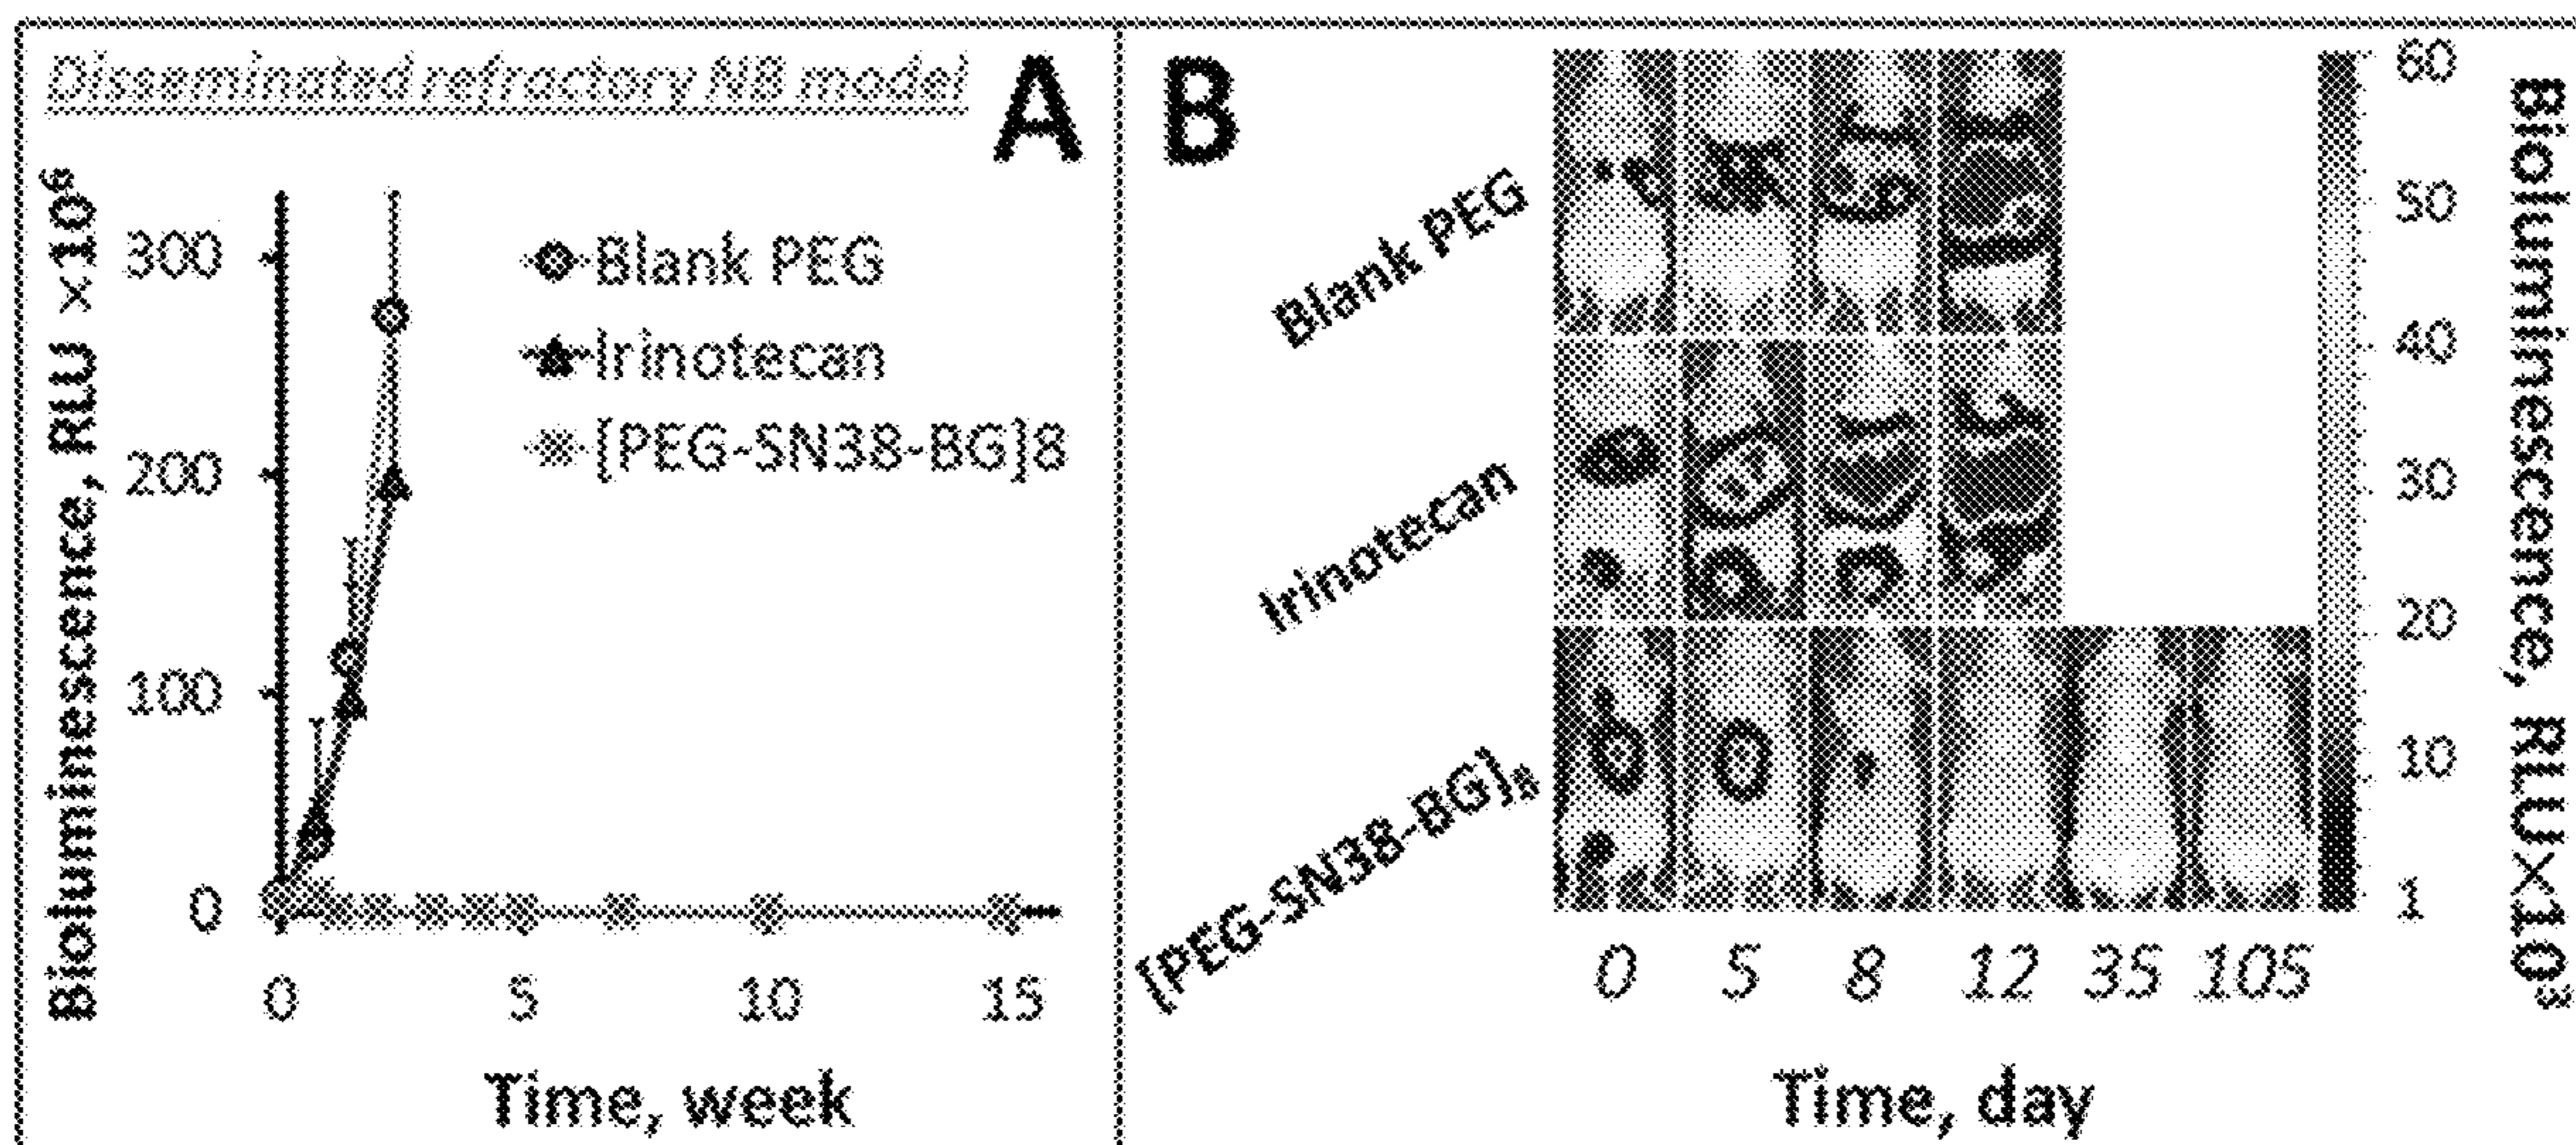 Disseminated refractory NB model
A
Bioluminescence, RLU ×10⁶
300
200
100
0
Blank PEG
Irinotecan
[PEG-SN38-BG]8
0 5 10 15
Time, week
B
Blank PEG
Irinotecan
[PEG-SN38-BG]₈
0 5 8 12 35 105
Time, day
60
50
40
30
20
10
1
Bioluminescence, RLU×10³